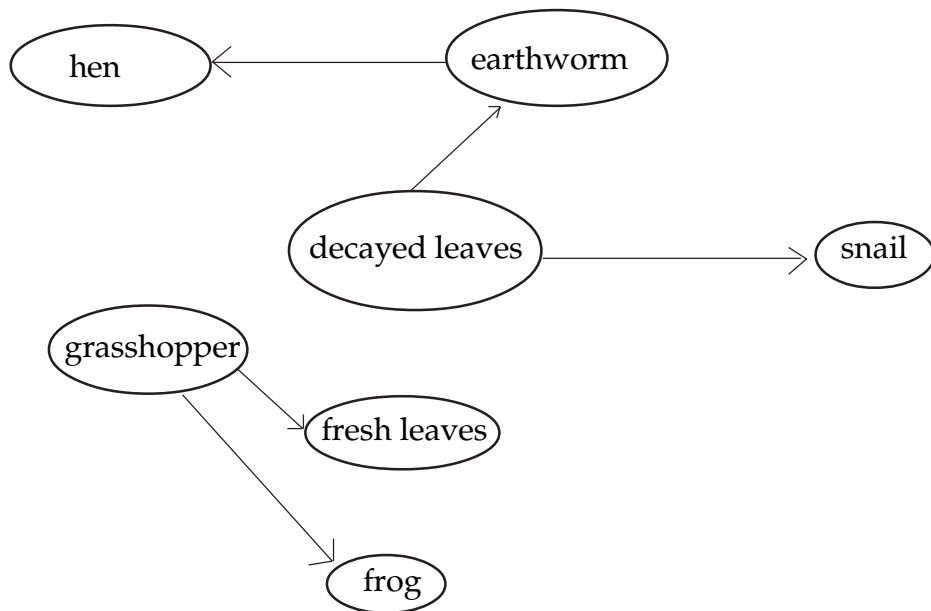 hen
earthworm
decayed leaves
snail
grasshopper
fresh leaves
frog